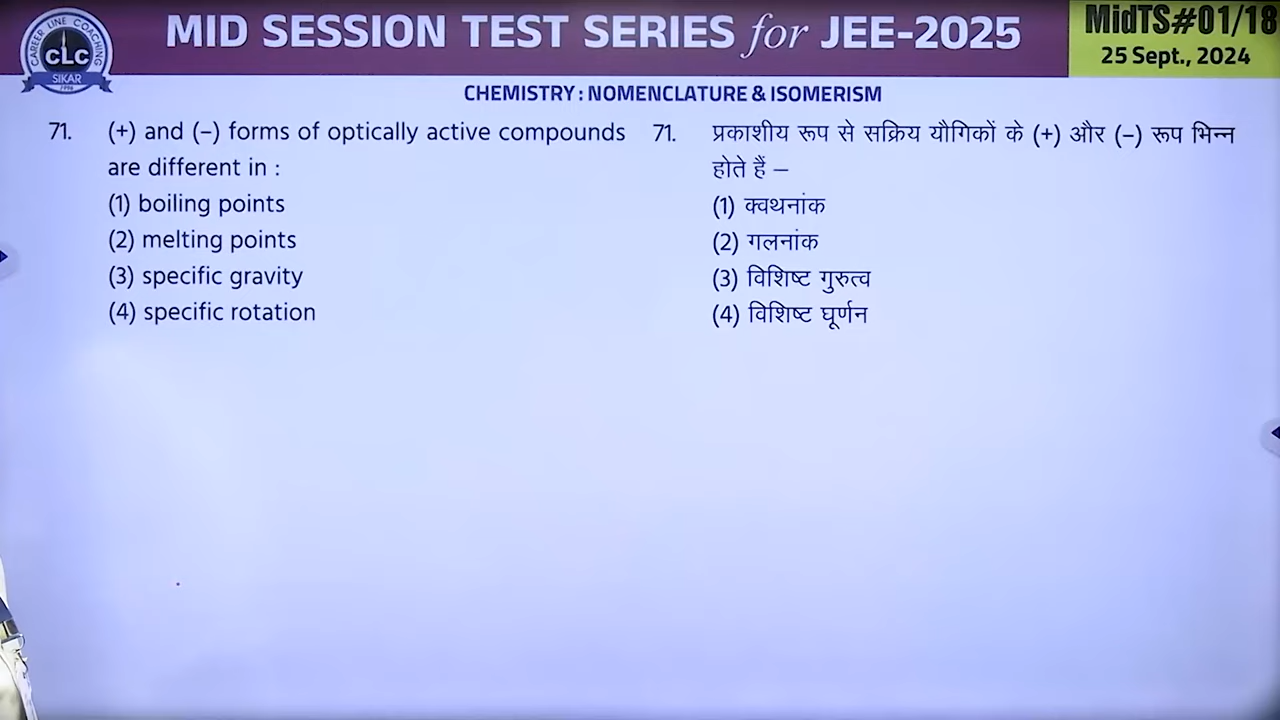 MID SESSION TEST SERIES for JEE-2025
MidTS#01/18
25 Sept., 2024
CAREER LINE COACHING
CLC
SIKAR
1996
CHEMISTRY : NOMENCLATURE & ISOMERISM
71. (+) and (–) forms of optically active compounds
are different in :
(1) boiling points
(2) melting points
(3) specific gravity
(4) specific rotation
71. प्रकाशीय रूप से सक्रिय यौगिकों के (+) और (–) रूप भिन्न
होते हैं –
(1) क्वथनांक
(2) गलनांक
(3) विशिष्ट गुरुत्व
(4) विशिष्ट घूर्णन